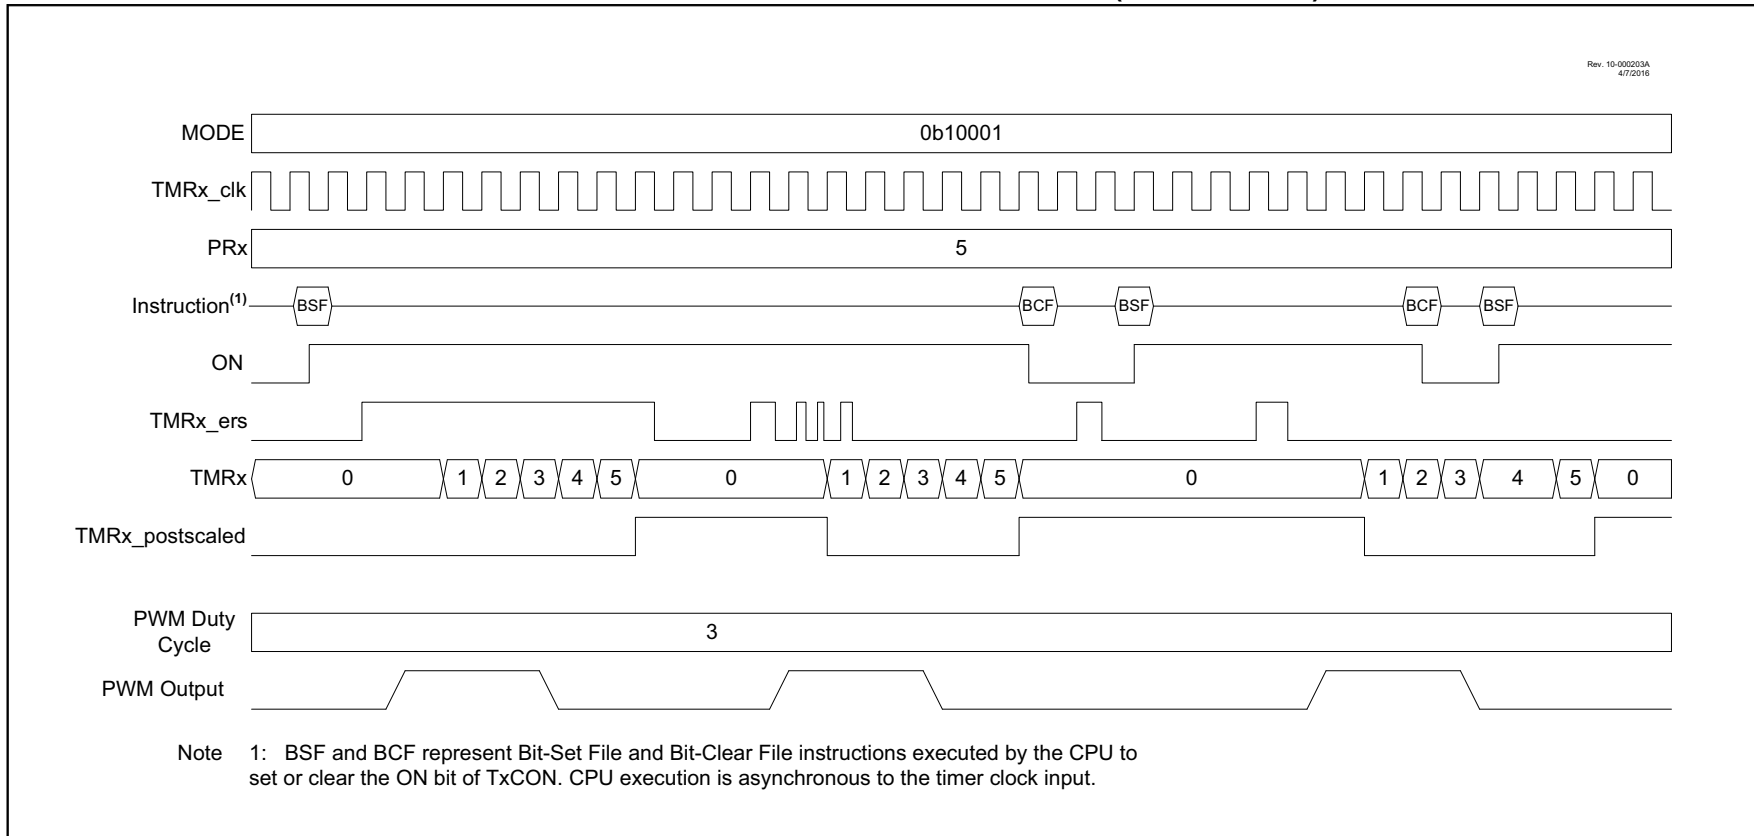 Rev. 10-000203A
4/7/2016
MODE 0b10001
TMRx_clk
PRx 5
Instruction(1) BSF BCF BSF BCF BSF
ON
TMRx_ers
TMRx 0 1 2 3 4 5 0 1 2 3 4 5 0 1 2 3 4 5 0
TMRx_postscaled
PWM Duty
Cycle
3
PWM Output
Note 1: BSF and BCF represent Bit-Set File and Bit-Clear File instructions executed by the CPU to
set or clear the ON bit of TxCON. CPU execution is asynchronous to the timer clock input.